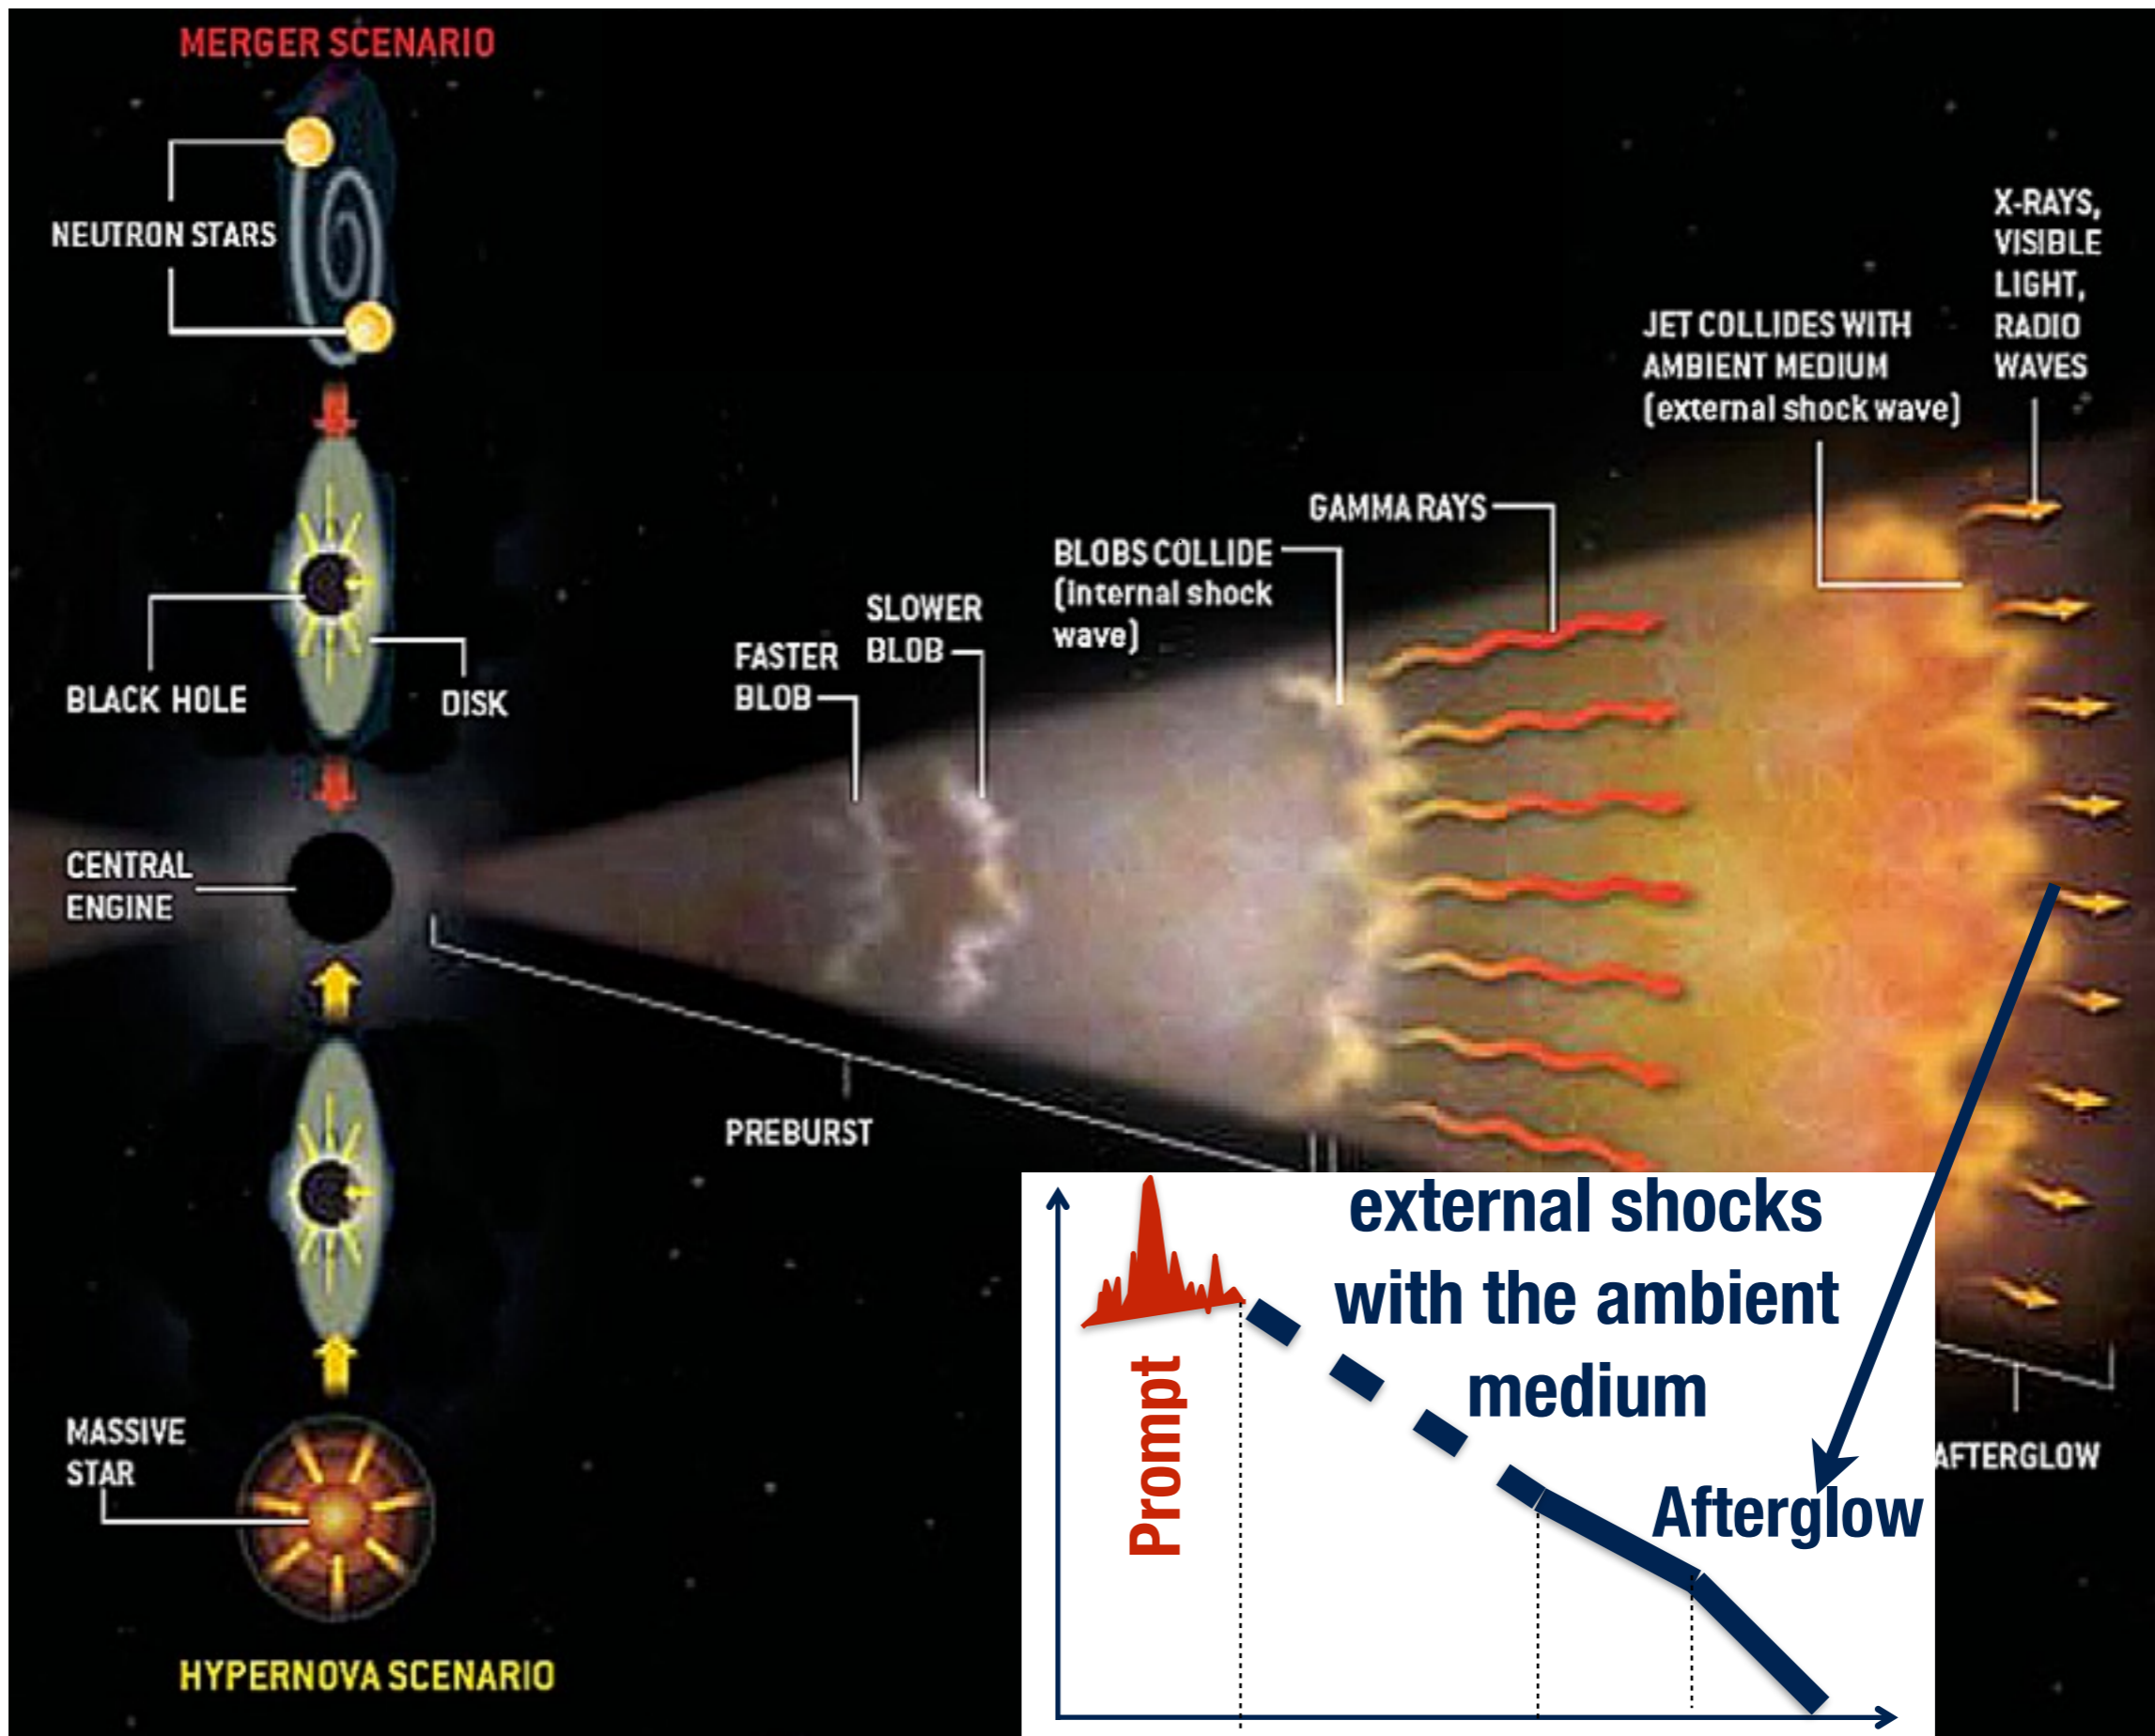 MERGER SCENARIO
NEUTRON STARS
BLACK HOLE
DISK
CENTRAL
ENGINE
MASSIVE
STAR
HYPERNOVA SCENARIO
FASTER
BLOB
SLOWER
BLOB
PREBURST
BLOBS COLLIDE
(internal shock
wave)
GAMMA RAYS
JET COLLIDES WITH
AMBIENT MEDIUM
(external shock wave)
X-RAYS,
VISIBLE
LIGHT,
RADIO
WAVES
AFTERGLOW
Prompt
external shocks
with the ambient
medium
Afterglow